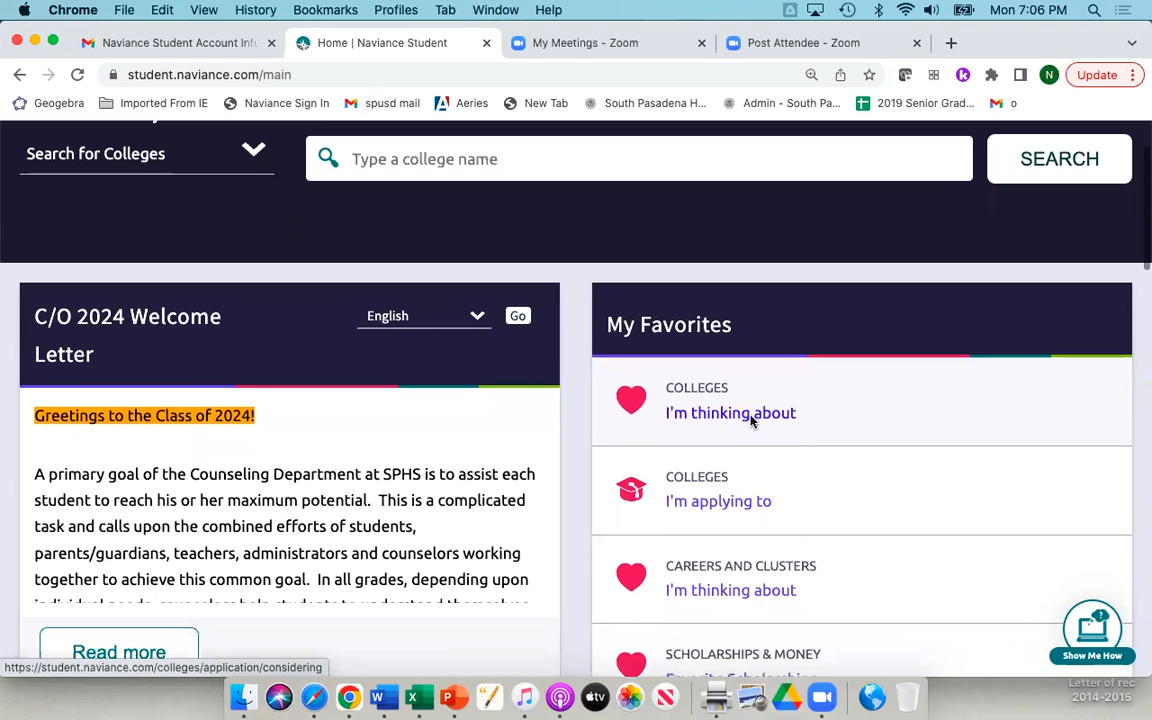 Chrome File Edit View History Bookmarks Profiles Tab Window Help Mon 7:06 PM
Naviance Student Account Inf Home | Naviance Student My Meetings - Zoom Post Attendee - Zoom
student.naviance.com/main N Update
Geogebra Imported From IE Naviance Sign In spusd mail Aeries New Tab South Pasadena H... Admin - South Pa... 2019 Senior Grad... o
Search for Colleges Type a college name SEARCH
C/O 2024 Welcome
Letter
English Go
Greetings to the Class of 2024!
A primary goal of the Counseling Department at SPHS is to assist each
student to reach his or her maximum potential. This is a complicated
task and calls upon the combined efforts of students,
parents/guardians, teachers, administrators and counselors working
together to achieve this common goal. In all grades, depending upon
Read more
My Favorites
COLLEGES
I'm thinking about
COLLEGES
I'm applying to
CAREERS AND CLUSTERS
I'm thinking about
SCHOLARSHIPS & MONEY
Show Me How
https://student.naviance.com/colleges/application/considering
Letter of rec
2014-2015